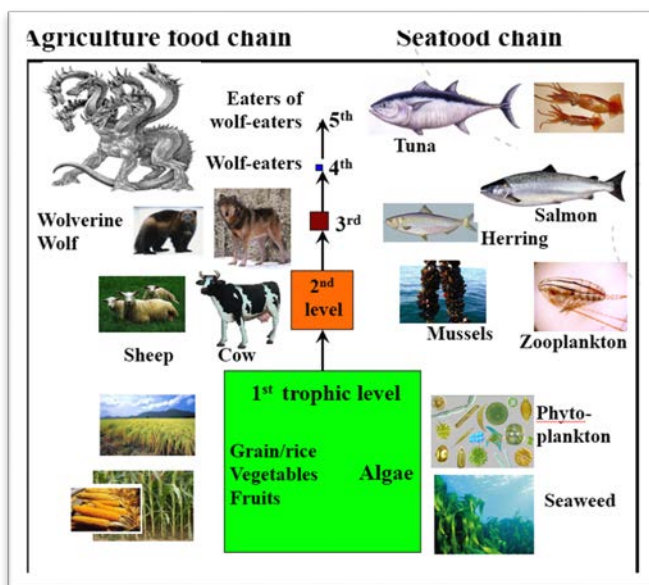 Agriculture food chain
Seafood chain
Eaters of
wolf-eaters
5th
Tuna
Wolf-eaters
4th
Salmon
Wolverine
Wolf
3rd
Herring
2nd
level
Sheep
Cow
Mussels
Zooplankton
1st trophic level
Grain/rice
Vegetables
Fruits
Algae
Phyto-
plankton
Seaweed